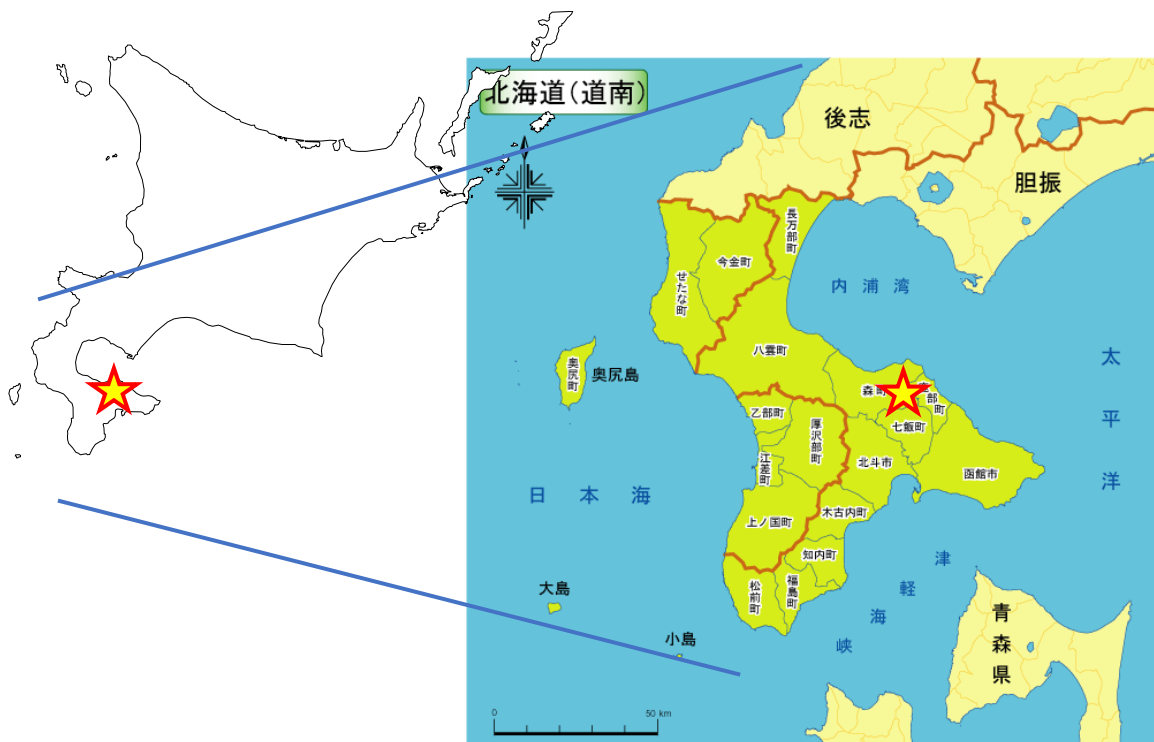 北海道(道南)
後志
胆振
長万部町
今金町
せたな町
内浦湾
八雲町
太平洋
奥尻町
奥尻島
森町
部町
乙部町
厚沢部町
七飯町
江差町
北斗市
函館市
日本海
上ノ国町
木古内町
知内町
津軽海峡
松前町
福島町
大島
小島
青森県
0
50 km